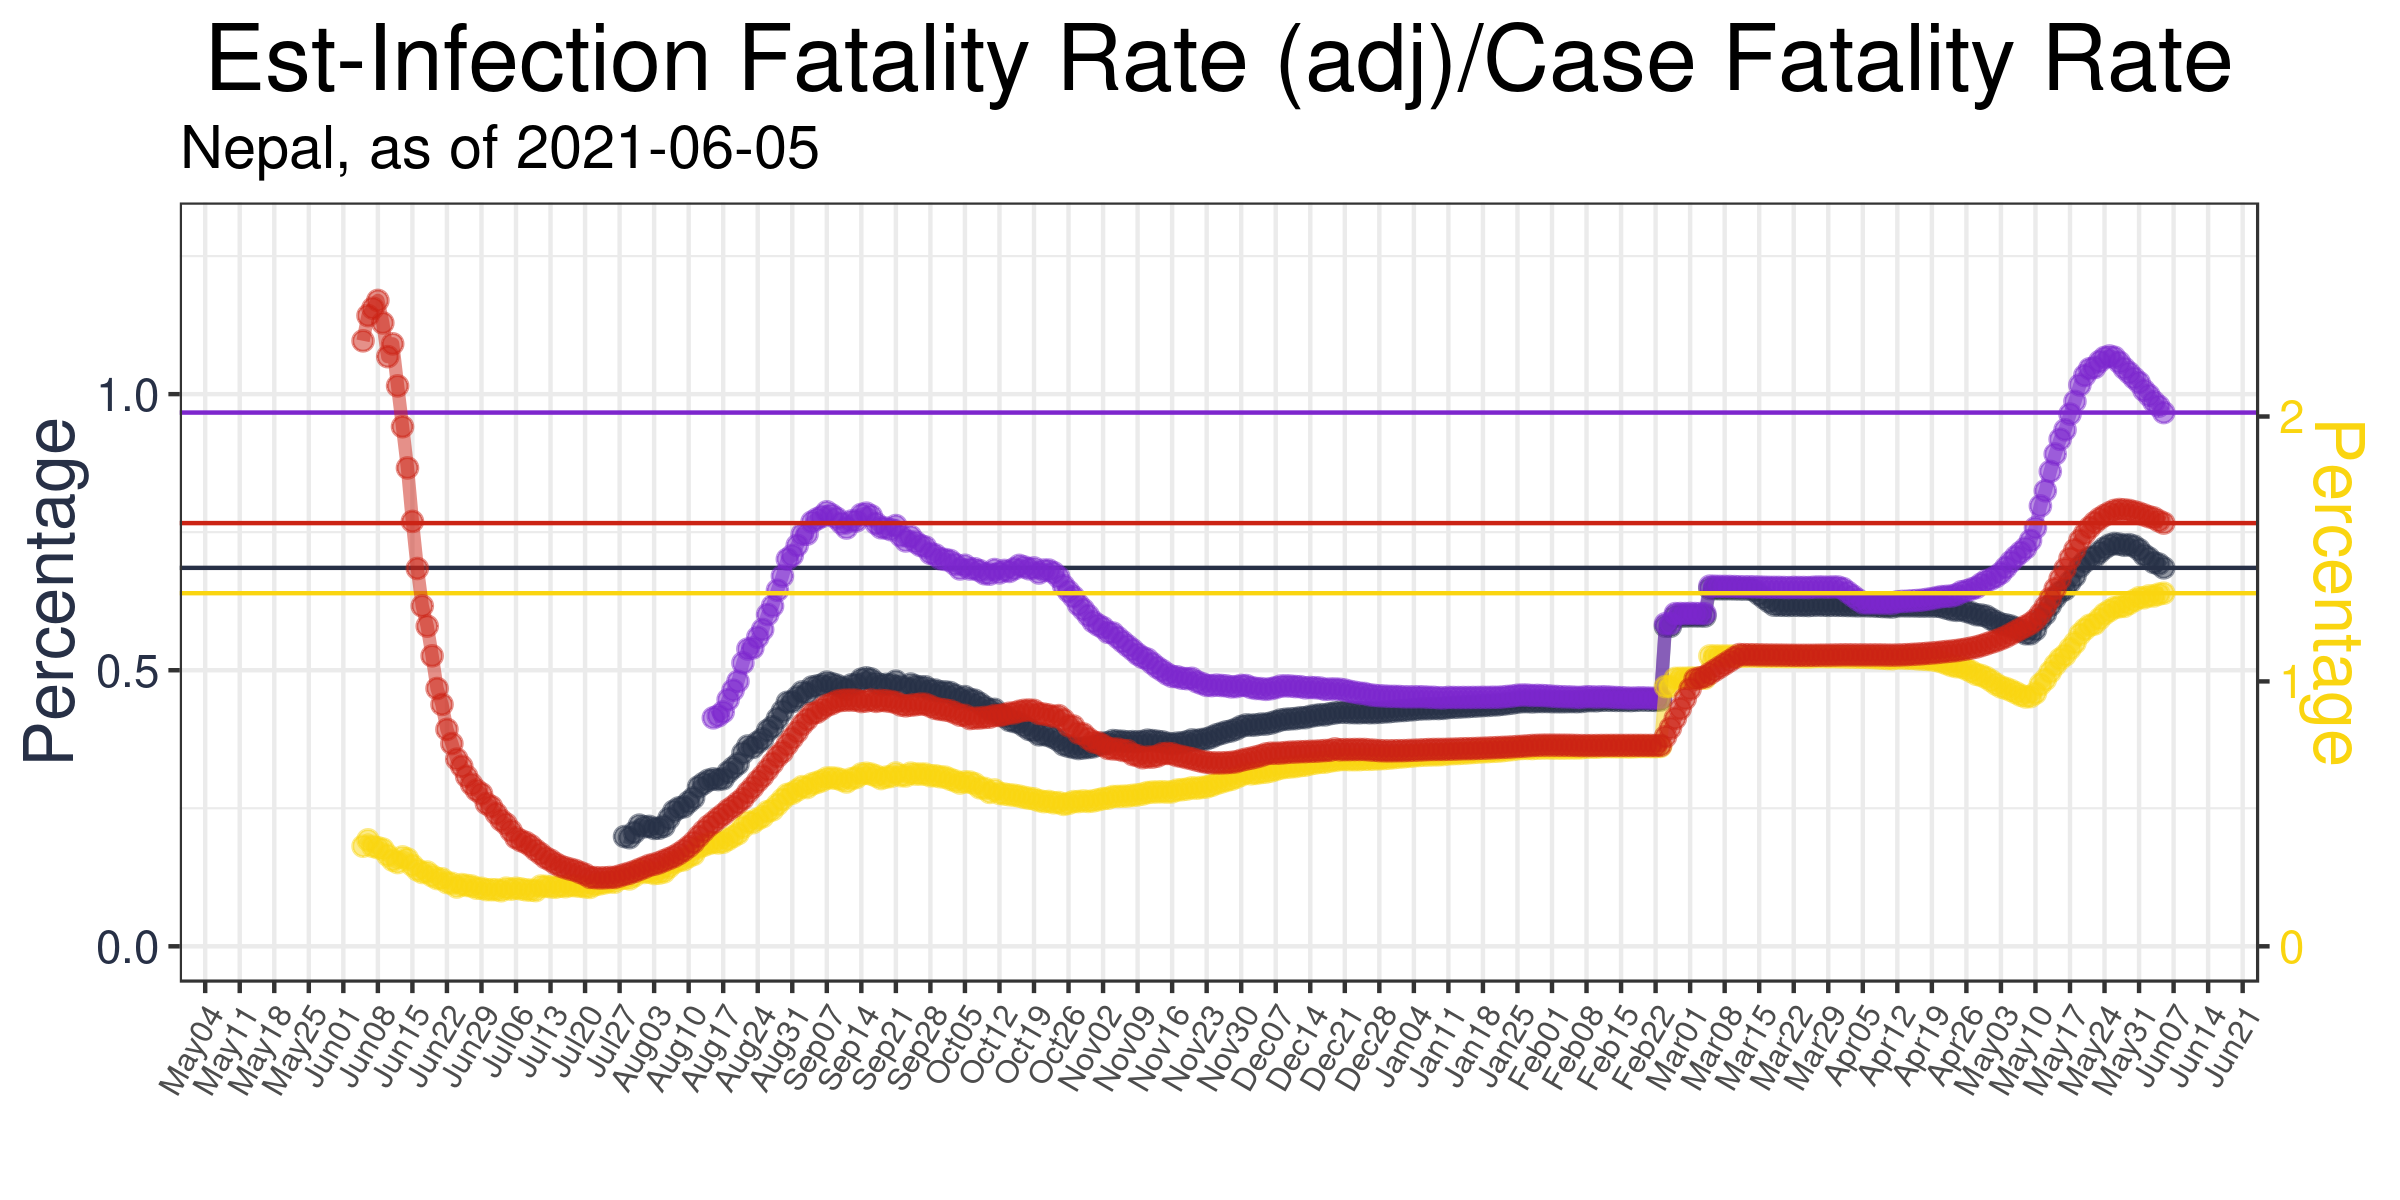 Est-Infection Fatality Rate (adj)/Case Fatality Rate
Nepal, as of 2021-06-05
Percentage
1.0
0.5
0.0
2
1
0
Percentage
May04
May11
May18
May25
Jun01
Jun08
Jun15
Jun22
Jun29
Jul06
Jul13
Jul20
Jul27
Aug03
Aug10
Aug17
Aug24
Aug31
Sep07
Sep14
Sep21
Sep28
Oct05
Oct12
Oct19
Oct26
Nov02
Nov09
Nov16
Nov23
Nov30
Dec07
Dec14
Dec21
Dec28
Jan04
Jan11
Jan18
Jan25
Feb01
Feb08
Feb15
Feb22
Mar01
Mar08
Mar15
Mar22
Mar29
Apr05
Apr12
Apr19
Apr26
May03
May10
May17
May24
May31
Jun07
Jun14
Jun21